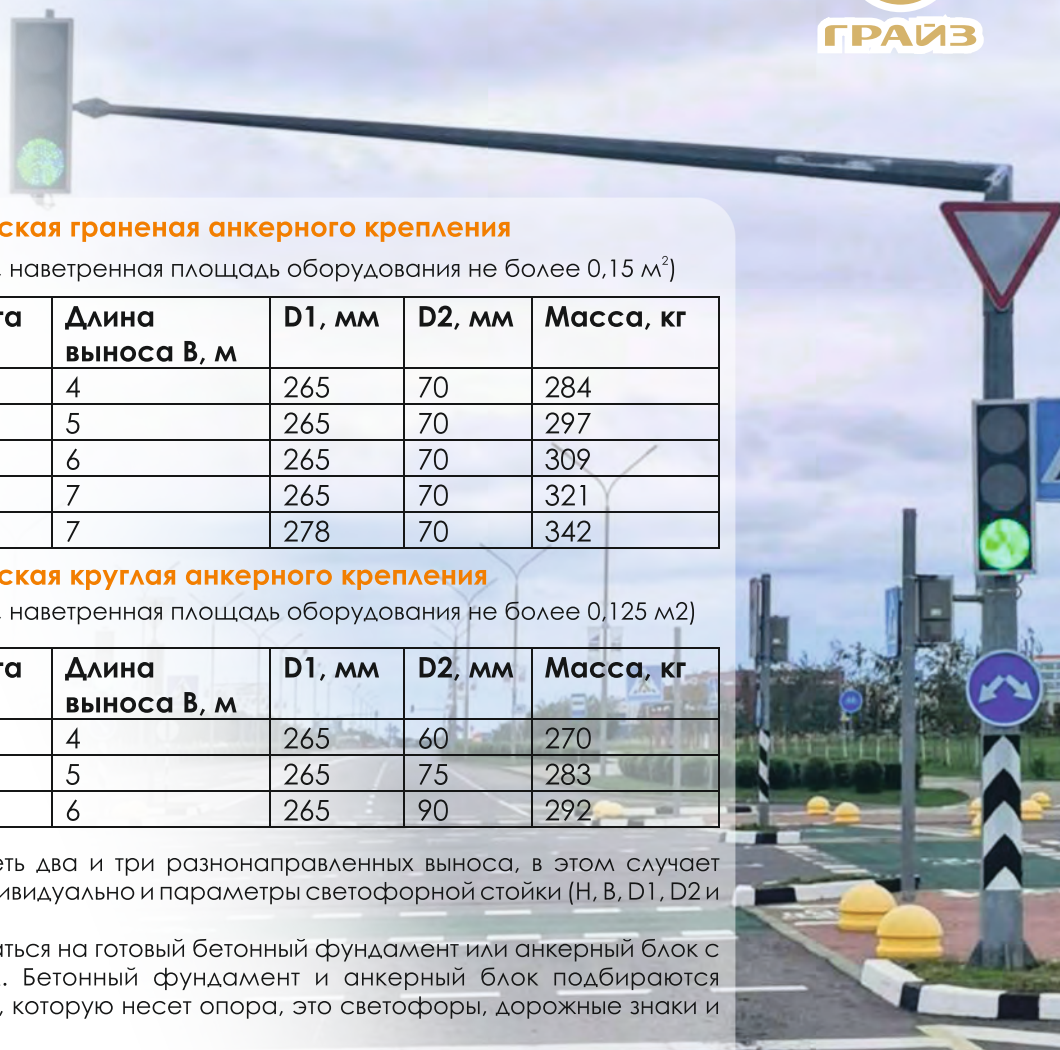 ГРАЙЗ
ская граненая анкерного крепления
, наветренная площадь оборудования не более 0,15 м²)
та Длина D1, мм D2, мм Масса, кг
выноса В, м
4 265 70 284
5 265 70 297
6 265 70 309
7 265 70 321
7 278 70 342
ская круглая анкерного крепления
, наветренная площадь оборудования не более 0,125 м2)
та Длина D1, мм D2, мм Масса, кг
выноса В, м
4 265 60 270
5 265 75 283
6 265 90 292
еть два и три разнонаправленных выноса, в этом случает
ивидуально и параметры светофорной стойки (Н, В, D1, D2 и
аться на готовый бетонный фундамент или анкерный блок с
. Бетонный фундамент и анкерный блок подбираются
, которую несет опора, это светофоры, дорожные знаки и